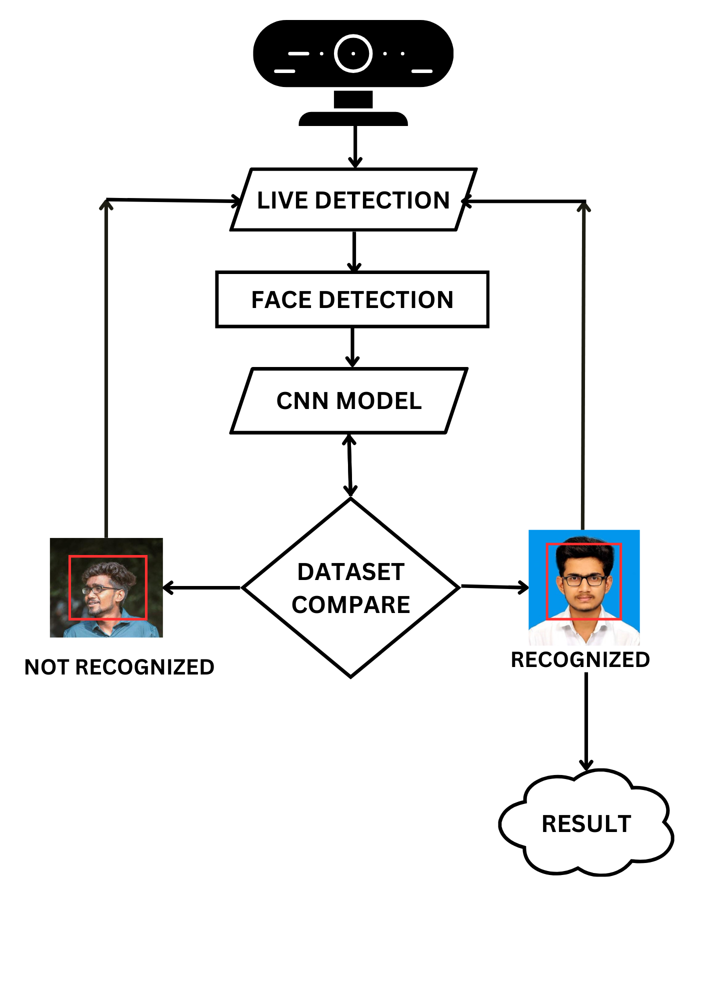 LIVE DETECTION
FACE DETECTION
CNN MODEL
DATASET
COMPARE
NOT RECOGNIZED
RECOGNIZED
RESULT